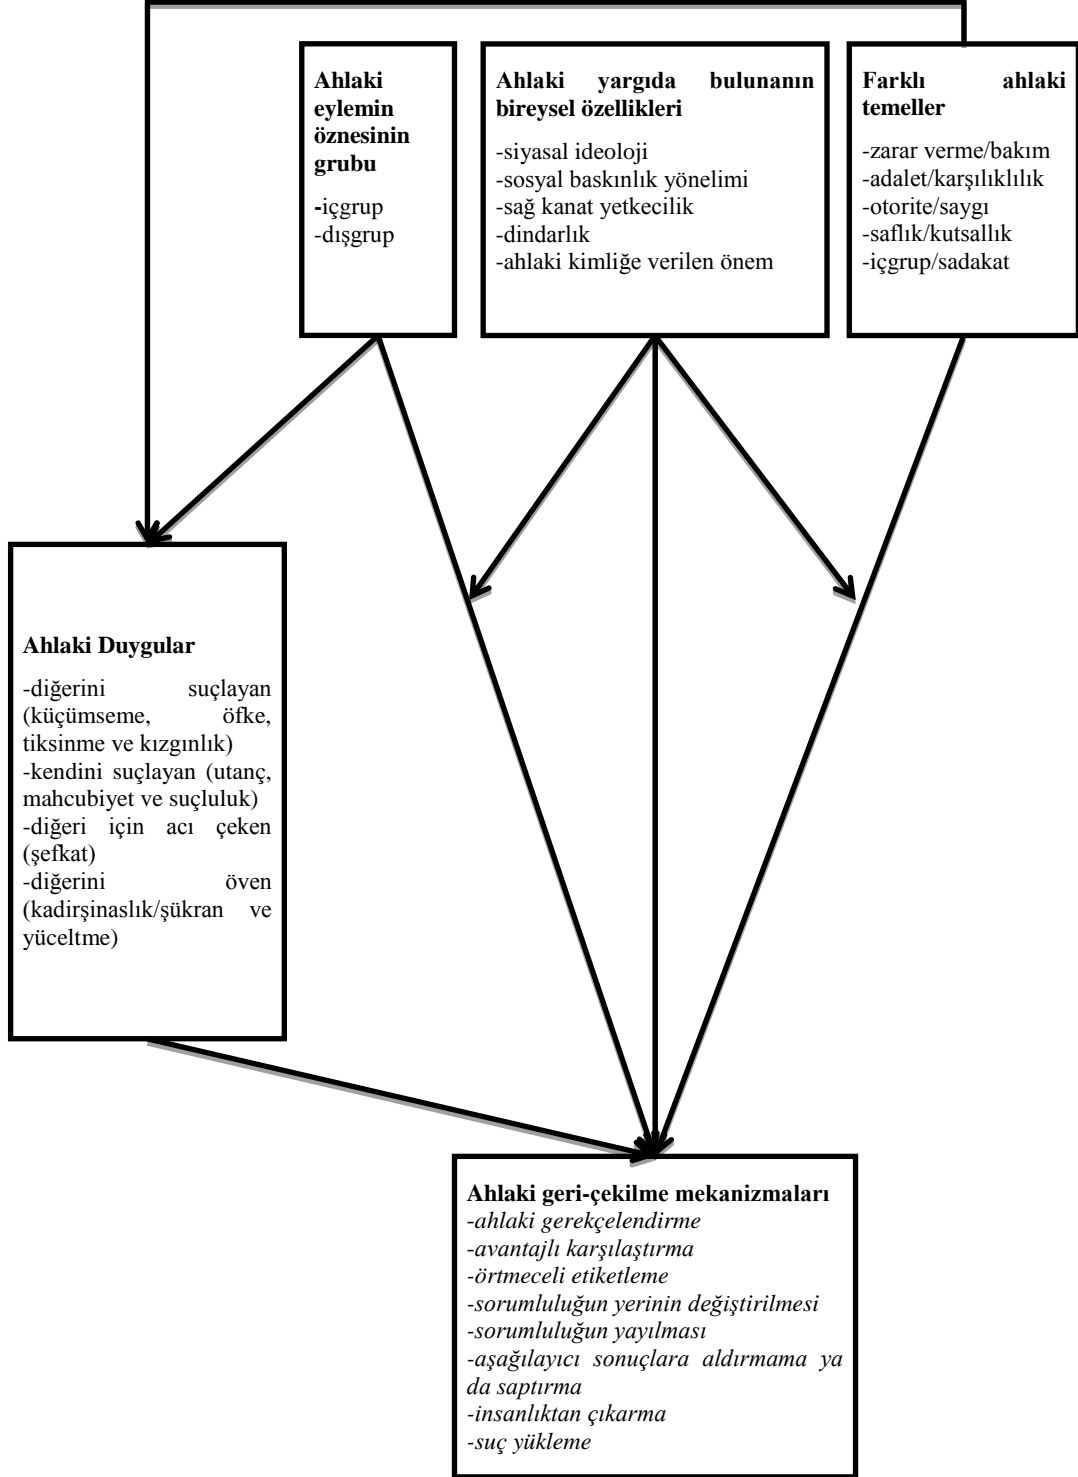 Ahlaki
eylemin
öznesinin
grubu
-içgrup
-dışgrup
Ahlaki yargıda bulunanın
bireysel özellikleri
-siyasal ideoloji
-sosyal baskınlık yönelimi
-sağ kanat yetkecilik
-dindarlık
-ahlaki kimliğe verilen önem
Farklı ahlaki
temeller
-zarar verme/bakım
-adalet/karşılıklılık
-otorite/saygı
-saflık/kutsallık
-içgrup/sadakat
Ahlaki Duygular
-diğerini suçlayan
(küçümseme, öfke,
tiksinme ve kızgınlık)
-kendini suçlayan (utanç,
mahcubiyet ve suçluluk)
-diğeri için acı çeken
(şefkat)
-diğerini öven
(kadirşinaslık/şükran ve
yüceltme)
Ahlaki geri-çekilme mekanizmaları
-ahlaki gerekçelendirme
-avantajlı karşılaştırma
-örtmeceli etiketleme
-sorumluluğun yerinin değiştirilmesi
-sorumluluğun yayılması
-aşağılayıcı sonuçlara aldırmama ya
da saptırma
-insanlıktan çıkarma
-suç yükleme